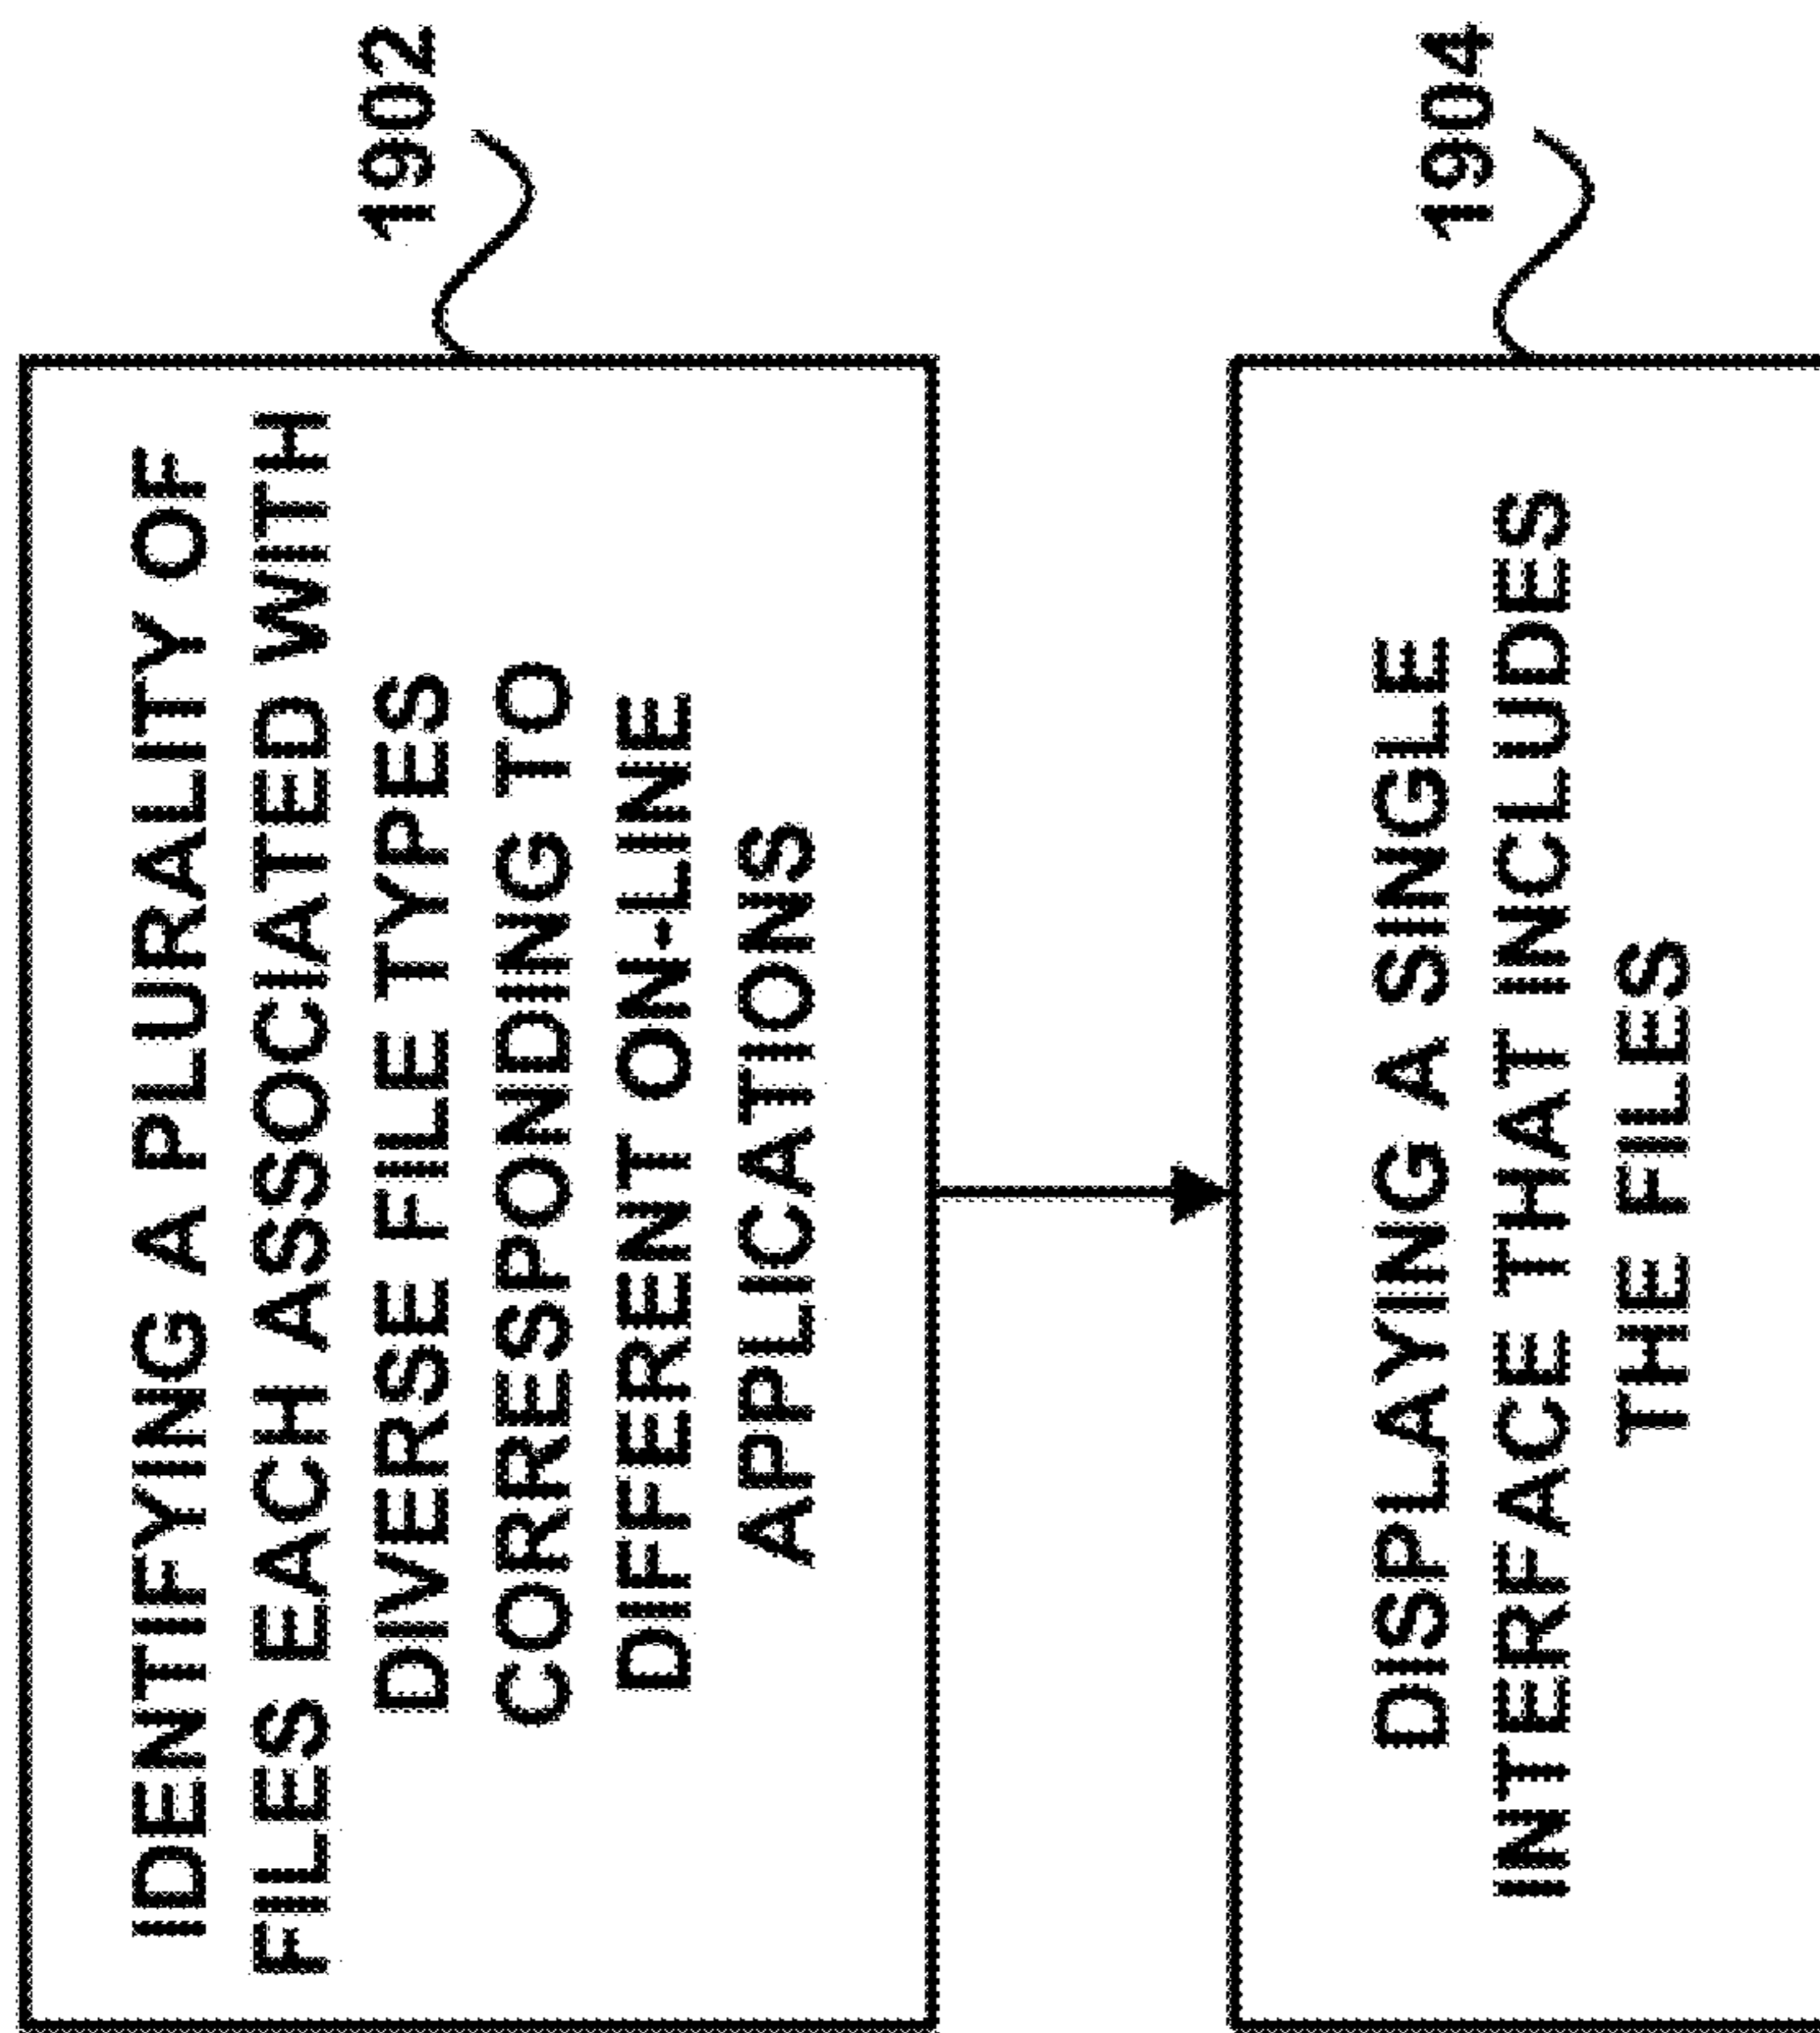 IDENTIFYING A PLURALITY OF
FILES EACH ASSOCIATED WITH
DIVERSE FILE TYPES
CORRESPONDING TO
DIFFERENT ON-LINE
APPLICATIONS
1902
DISPLAYING A SINGLE
INTERFACE THAT INCLUDES
THE FILES
1904